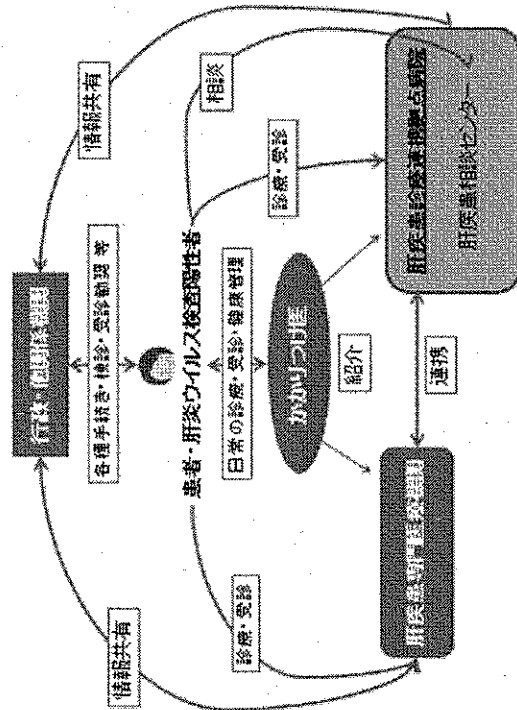 行政・保健機関
情報共有
各種手続き・検診・受診勧奨 等
情報共有
患者・肝炎ウイルス検査陽性者
相談
診療・受診
日常の診療・受診・健康管理
診療・受診
かかりつけ医
紹介
肝疾患専門医療機関
連携
肝疾患診療連携拠点病院
肝疾患相談センター